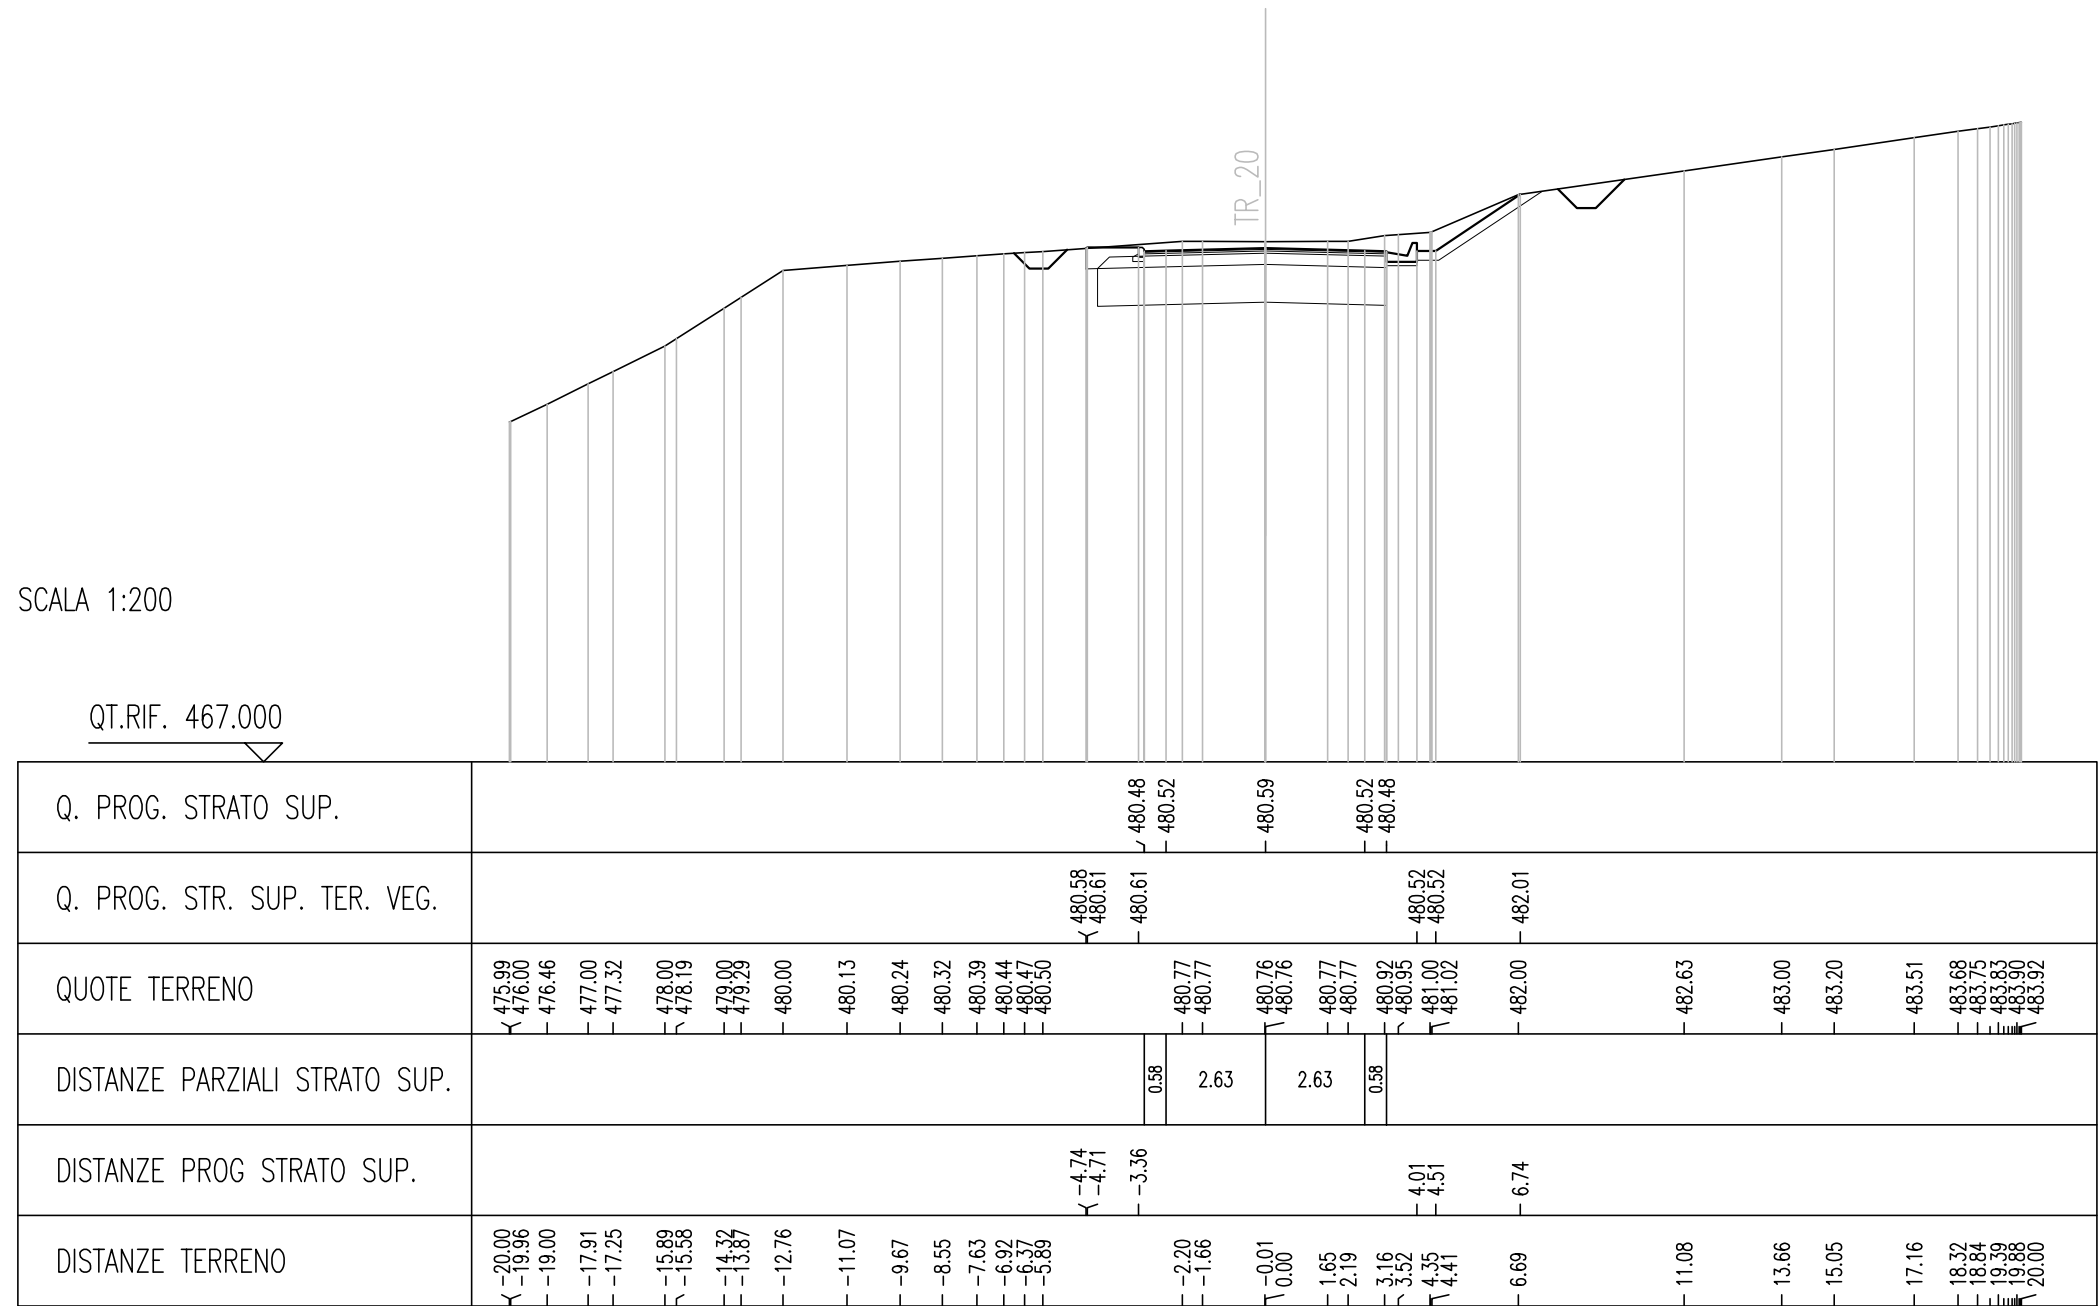 TR_20
SCALA 1:200
QT.RIF. 467.000
Q. PROG. STRATO SUP.
480.48 480.52 480.59 480.52 480.48
Q. PROG. STR. SUP. TER. VEG.
480.58 480.61 480.61 480.52 480.52 482.01
QUOTE TERRENO
475.99 476.00 476.46 477.00 477.32 478.00 478.19 479.00 479.29 480.00 480.13 480.24 480.32 480.39 480.44 480.47 480.50 480.77 480.77 480.76 480.76 480.77 480.77 480.92 480.95 481.00 481.02 482.00 482.63 483.00 483.20 483.51 483.68 483.75 483.83 483.90 483.92
DISTANZE PARZIALI STRATO SUP.
0.58 2.63 2.63 0.58
DISTANZE PROG STRATO SUP.
-4.74 -4.71 -3.36 4.01 4.51 6.74
DISTANZE TERRENO
-20.00 -19.96 -19.00 -17.91 -17.25 -15.89 -15.58 -14.32 -13.87 -12.76 -11.07 -9.67 -8.55 -7.63 -6.92 -6.37 -5.89 -2.20 -1.66 -0.01 0.00 1.65 2.19 3.16 3.52 4.35 4.41 6.69 11.08 13.66 15.05 17.16 18.32 18.84 19.39 19.88 20.00